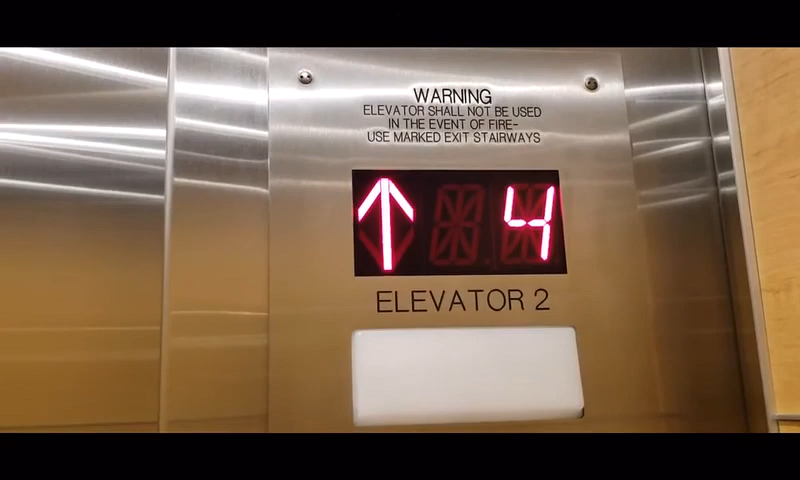 WARNING
ELEVATOR SHALL NOT BE USED
IN THE EVENT OF FIRE-
USE MARKED EXIT STAIRWAYS
↑ 4
ELEVATOR 2